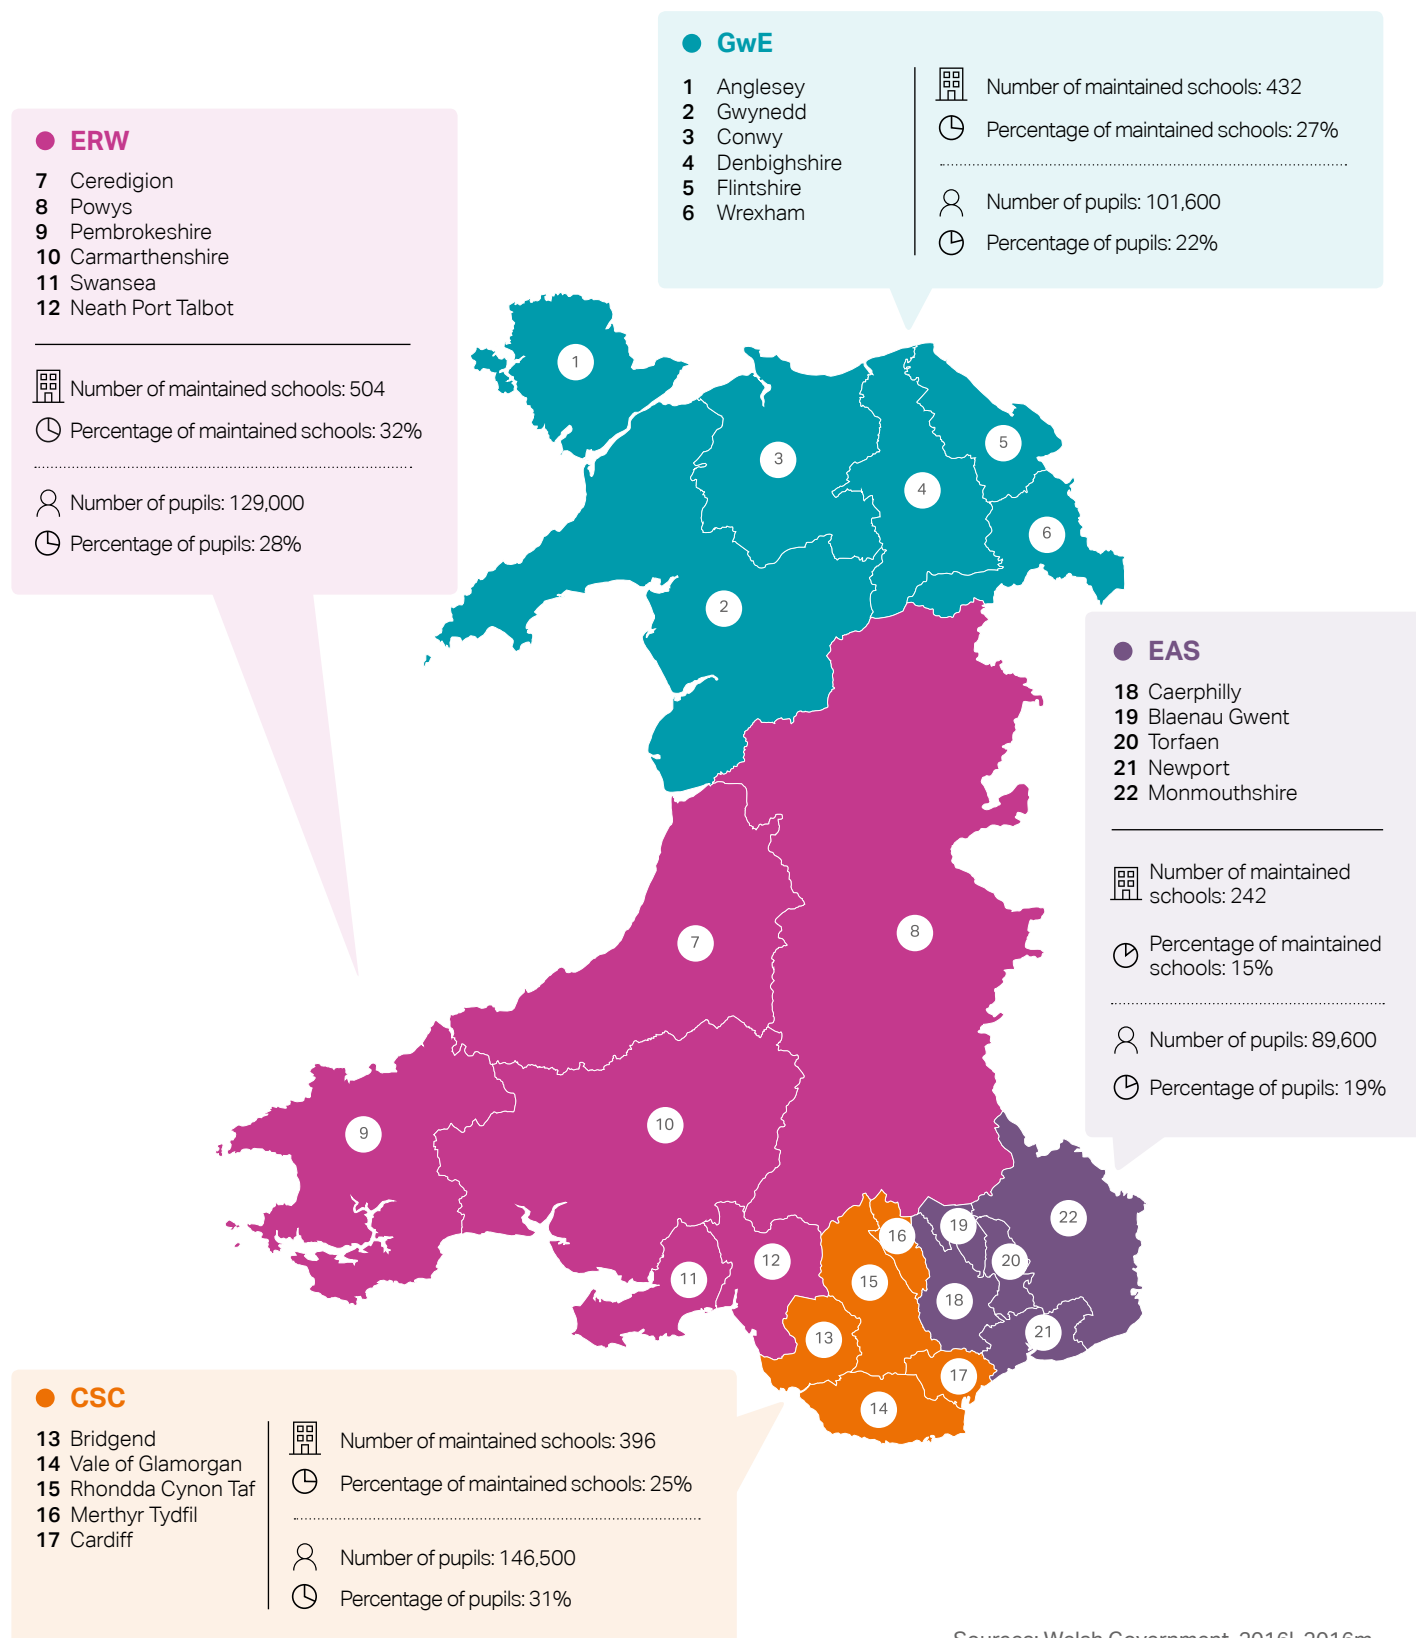 GwE
1 Anglesey
2 Gwynedd
3 Conwy
4 Denbighshire
5 Flintshire
6 Wrexham
Number of maintained schools: 432
Percentage of maintained schools: 27%
Number of pupils: 101,600
Percentage of pupils: 22%
ERW
7 Ceredigion
8 Powys
9 Pembrokeshire
10 Carmarthenshire
11 Swansea
12 Neath Port Talbot
Number of maintained schools: 504
Percentage of maintained schools: 32%
Number of pupils: 129,000
Percentage of pupils: 28%
1
3
5
4
6
2
EAS
18 Caerphilly
19 Blaenau Gwent
20 Torfaen
21 Newport
22 Monmouthshire
Number of maintained
schools: 242
Percentage of maintained
schools: 15%
Number of pupils: 89,600
Percentage of pupils: 19%
7
8
10
9
22
19
16
20
12
11
15
18
21
13
17
14
CSC
13 Bridgend
14 Vale of Glamorgan
15 Rhondda Cynon Taf
16 Merthyr Tydfil
17 Cardiff
Number of maintained schools: 396
Percentage of maintained schools: 25%
Number of pupils: 146,500
Percentage of pupils: 31%
Sources: Welsh Government, 2016l, 2016m